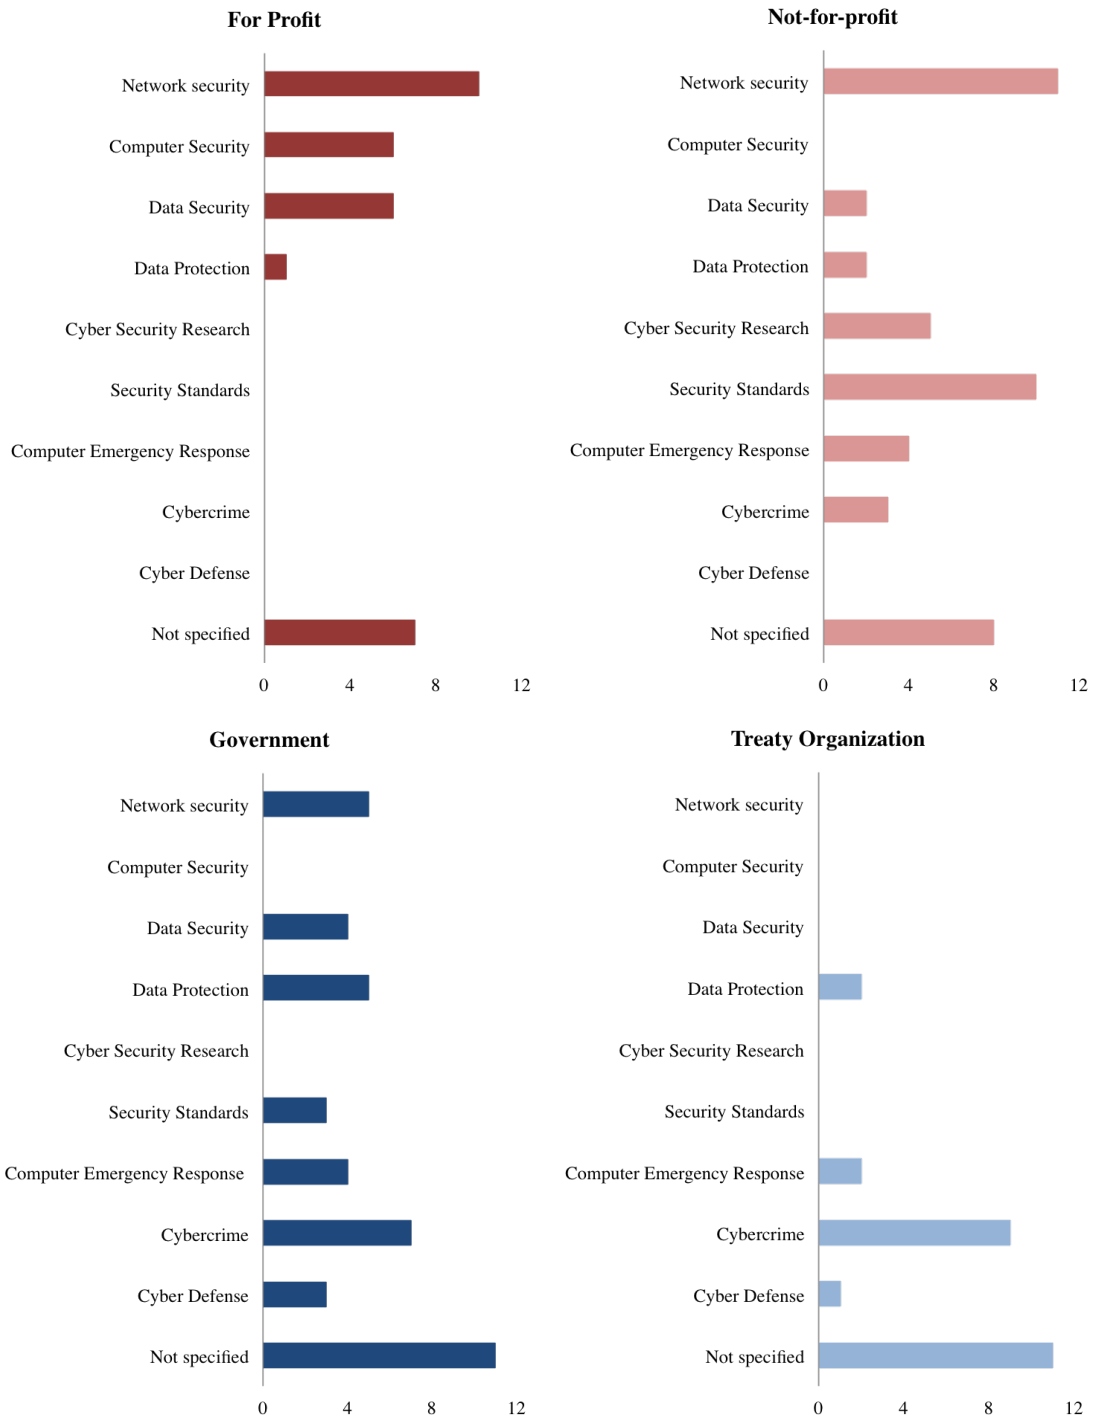 For Profit
Network security
Computer Security
Data Security
Data Protection
Cyber Security Research
Security Standards
Computer Emergency Response
Cybercrime
Cyber Defense
Not specified
0 4 8 12
Not-for-profit
Network security
Computer Security
Data Security
Data Protection
Cyber Security Research
Security Standards
Computer Emergency Response
Cybercrime
Cyber Defense
Not specified
0 4 8 12
Government
Network security
Computer Security
Data Security
Data Protection
Cyber Security Research
Security Standards
Computer Emergency Response
Cybercrime
Cyber Defense
Not specified
0 4 8 12
Treaty Organization
Network security
Computer Security
Data Security
Data Protection
Cyber Security Research
Security Standards
Computer Emergency Response
Cybercrime
Cyber Defense
Not specified
0 4 8 12